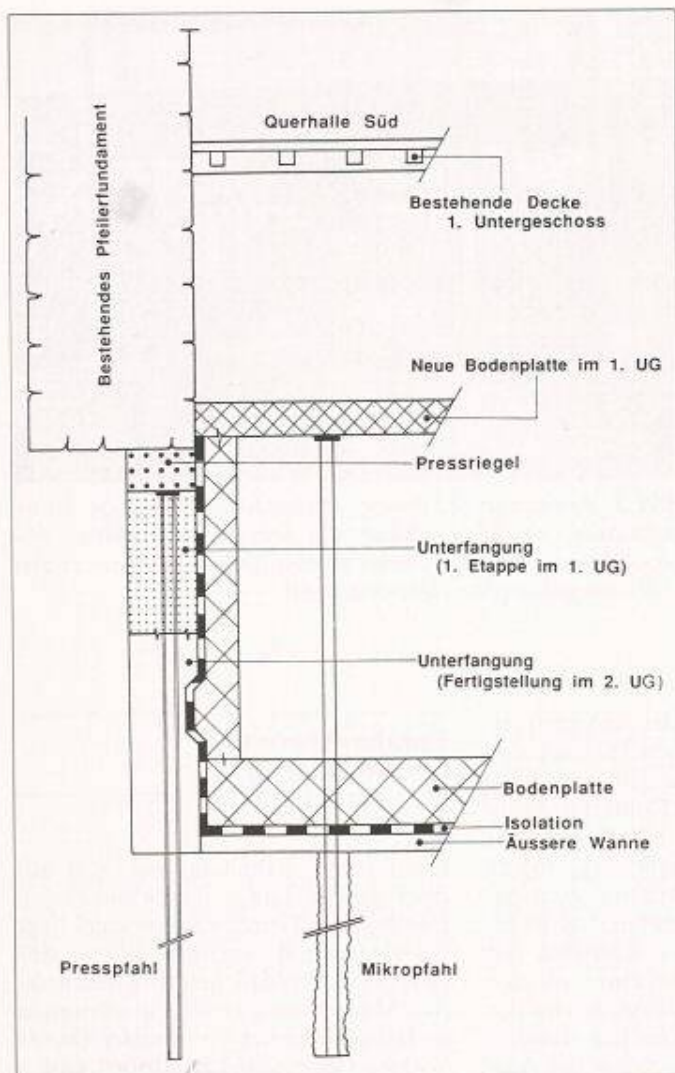 Querhalle Süd
Bestehende Decke
1. Untergeschoss
Bestehendes Pfeilerfundament
Neue Bodenplatte im 1. UG
Pressriegel
Unterfangung
(1. Etappe im 1. UG)
Unterfangung
(Fertigstellung im 2. UG)
Bodenplatte
Isolation
Äussere Wanne
Presspfahl
Mikropfahl